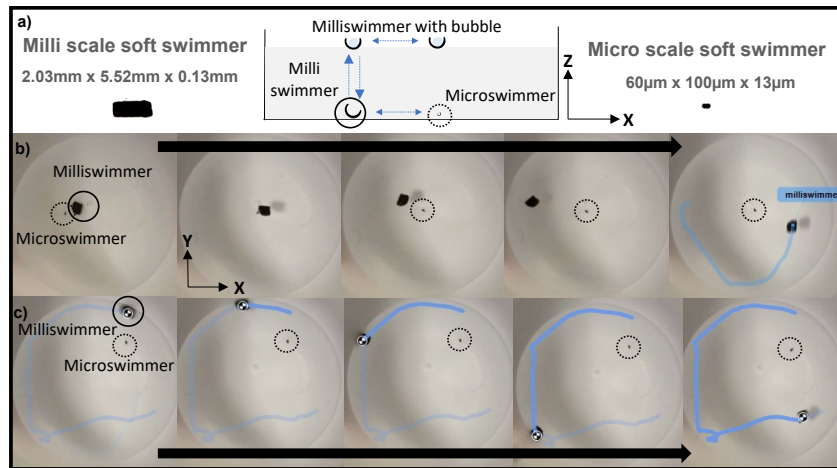 a)
Milli scale soft swimmer
2.03mm x 5.52mm x 0.13mm
Milliswimmer with bubble
Milli
swimmer
Microswimmer
Z
X
Micro scale soft swimmer
60µm x 100µm x 13µm
b)
Milliswimmer
Microswimmer
Y
X
milliswimme
c)
Milliswimmer
Microswimmer